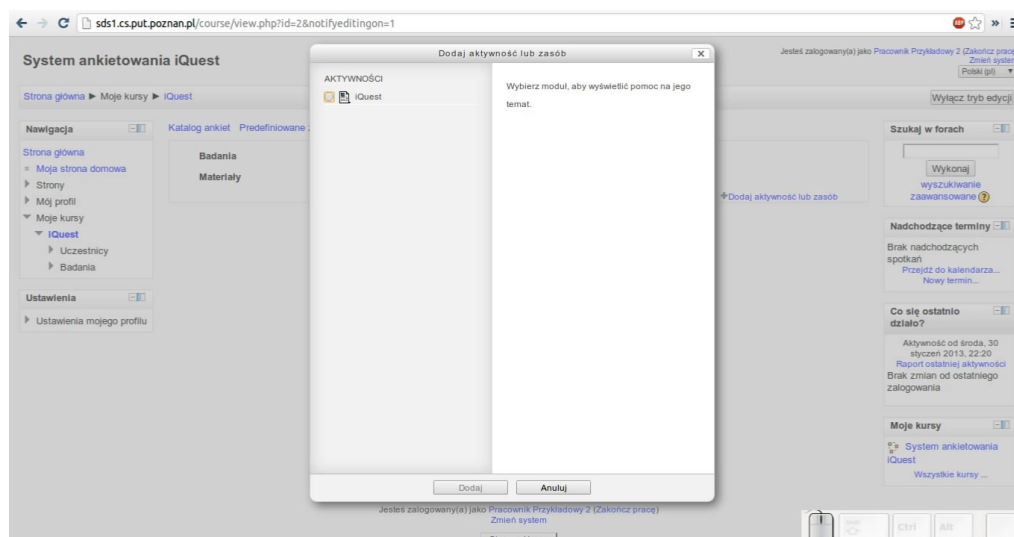 sds1.cs.put.poznan.pl/course/view.php?id=2&notifyeditingon=1
System ankietowania iQuest
Jesteś zalogowany(a) jako Pracownik Przykładowy 2 (Zakończ pracę
Zmień system
Polski (pl)
Strona główna ► Moje kursy ► iQuest
Wyłącz tryb edycji
Nawigacja
Strona główna
Moja strona domowa
Strony
Mój profil
Moje kursy
iQuest
Uczestnicy
Badania
Ustawienia
Ustawienia mojego profilu
Katalog ankiet Predefiniowane
Badania
Materiały
Dodaj aktywność lub zasób
AKTYWNOŚCI
iQuest
Wybierz moduł, aby wyświetlić pomoc na jego
temat.
Dodaj
Anuluj
+Dodaj aktywność lub zasób
Szukaj w forach
Wykonaj
wyszukiwanie
zaawansowane
Nadchodzące terminy
Brak nadchodzących
spotkań
Przejdź do kalendarza...
Nowy termin...
Co się ostatnio
działo?
Aktywność od środa, 30
styczeń 2013, 22:20
Raport ostatniej aktywności
Brak zmian od ostatniego
zalogowania
Moje kursy
System ankietowania
iQuest
Wszystkie kursy ...
Jesteś zalogowany(a) jako Pracownik Przykładowy 2 (Zakończ pracę)
Zmień system
Ctrl
Alt